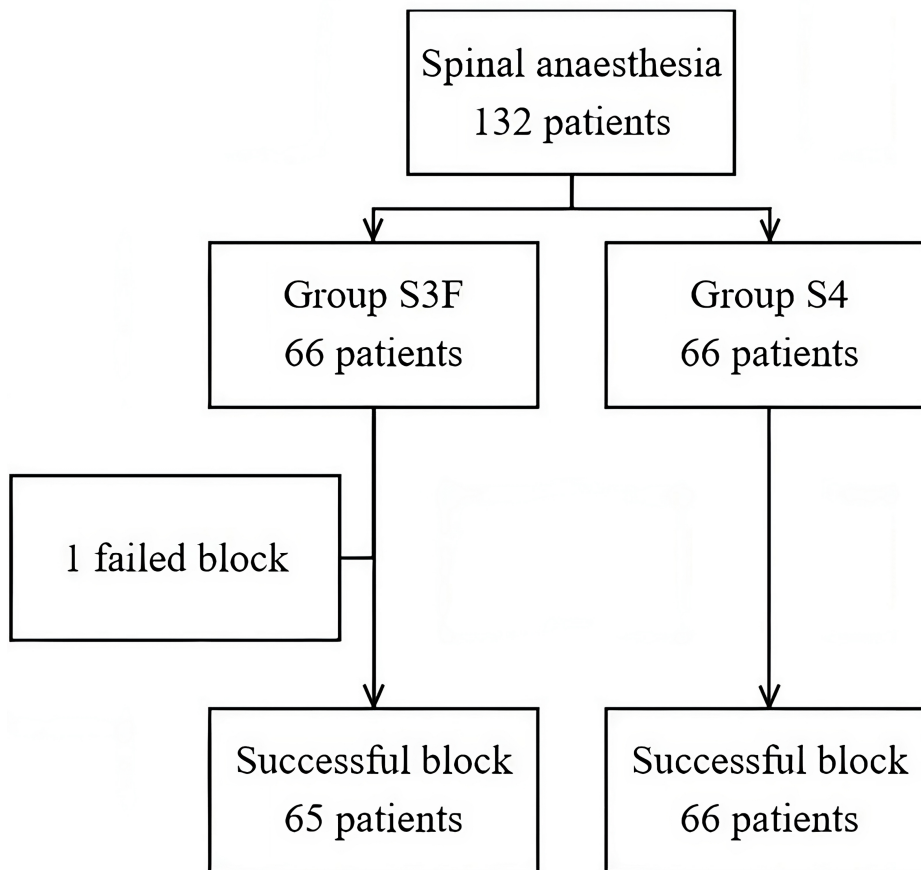 Spinal anaesthesia
132 patients
Group S3F
66 patients
Group S4
66 patients
1 failed block
Successful block
65 patients
Successful block
66 patients